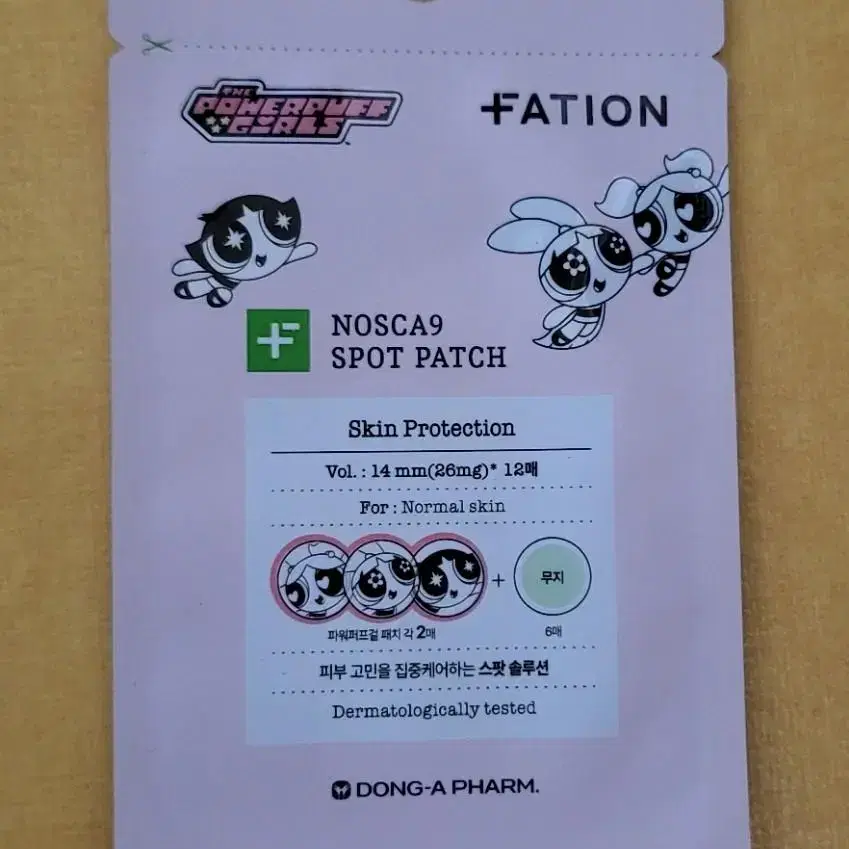 THE
POWERPUFF
GIRLS
FATION
NOSCA9
SPOT PATCH
Skin Protection
Vol. : 14 mm(26mg)* 12매
For : Normal skin
+
무지
파워퍼프걸 패치 각 2매
6매
피부 고민을 집중케어하는 스팟 솔루션
Dermatologically tested
DONG-A PHARM.